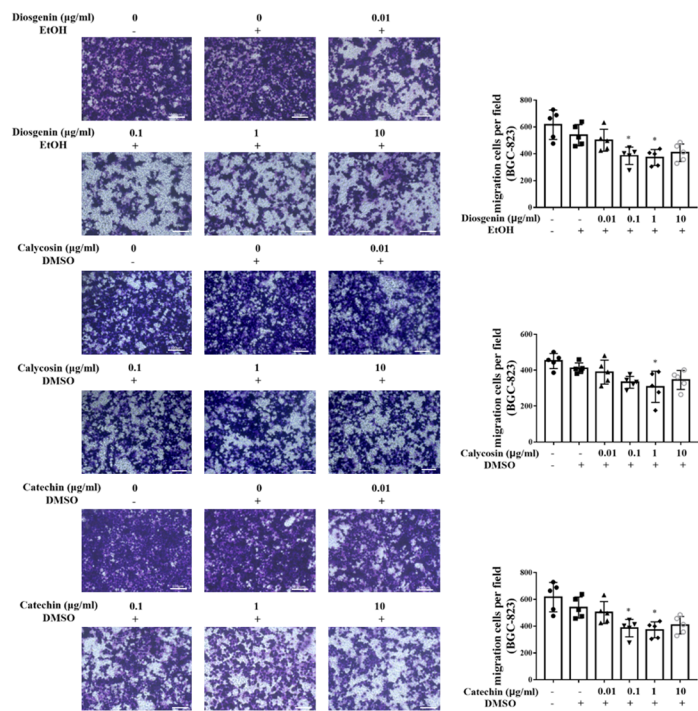 Diosgenin (μg/ml) 0 0 0.01
EtOH - + +
Diosgenin (μg/ml) 0.1 1 10
EtOH + + +
Calycosin (μg/ml) 0 0 0.01
DMSO - + +
Calycosin (μg/ml) 0.1 1 10
DMSO + + +
Catechin (μg/ml) 0 0 0.01
DMSO - + +
Catechin (μg/ml) 0.1 1 10
DMSO + + +
migration cells per field
(BGC-823)
800
600
400
200
0
* *
Diosgenin (μg/ml) - - 0.01 0.1 1 10
EtOH - + + + + +
migration cells per field
(BGC-823)
600
400
200
0
*
Calycosin (μg/ml) - - 0.01 0.1 1 10
DMSO - + + + + +
migration cells per field
(BGC-823)
800
600
400
200
0
* *
Catechin (μg/ml) - - 0.01 0.1 1 10
DMSO - + + + + +